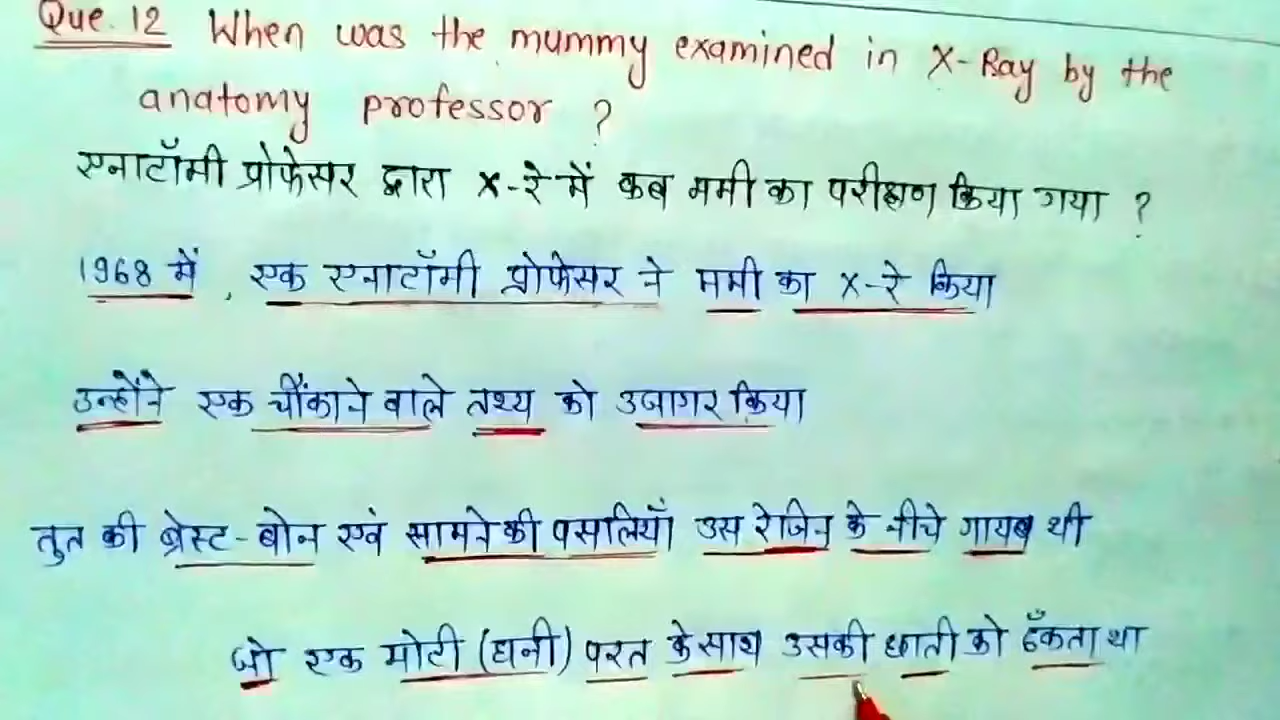 Que. 12 When was the mummy examined in X-Ray by the
anatomy professor ?
एनाटॉमी प्रोफेसर द्वारा X-रे में कब ममी का परीक्षण किया गया ?
1968 में , एक एनाटॉमी प्रोफेसर ने ममी का X-रे किया
उन्होंने एक चौंकाने वाले तथ्य को उजागर किया
तुत की ब्रेस्ट-बोन एवं सामने की पसलियाँ उस रेजिन के नीचे गायब थी
जो एक मोटी (घनी) परत के साथ उसकी छाती को ढँकता था